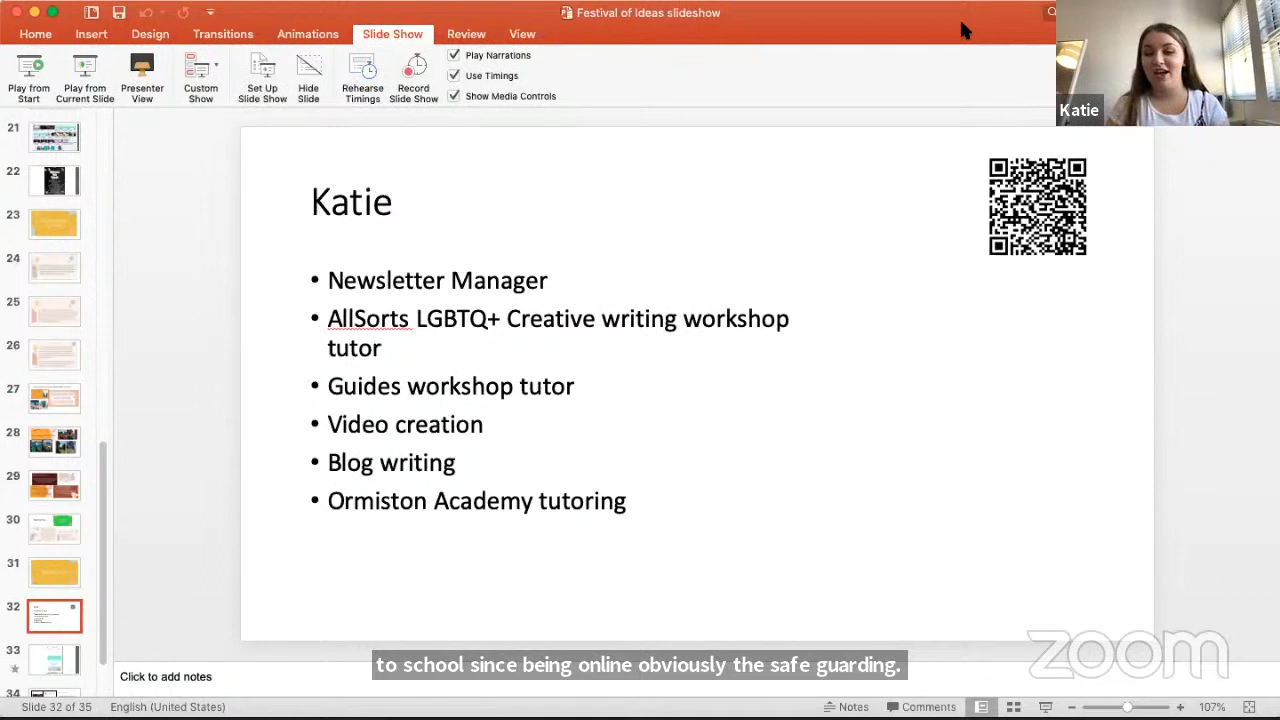 Festival of Ideas slideshow
Home Insert Design Transitions Animations Slide Show Review View
Play from Start
Play from Current Slide
Presenter View
Custom Show
Set Up Slide Show
Hide Slide
Rehearse Timings
Record Slide Show
Play Narrations
Use Timings
Show Media Controls
Katie
21
22
23
24
25
26
27
28
29
30
31
32
33
34
Katie
• Newsletter Manager
• AllSorts LGBTQ+ Creative writing workshop
tutor
• Guides workshop tutor
• Video creation
• Blog writing
• Ormiston Academy tutoring
to school since being online obviously the safe guarding.
zoom
Click to add notes
Slide 32 of 35 English (United States) Notes Comments 107%